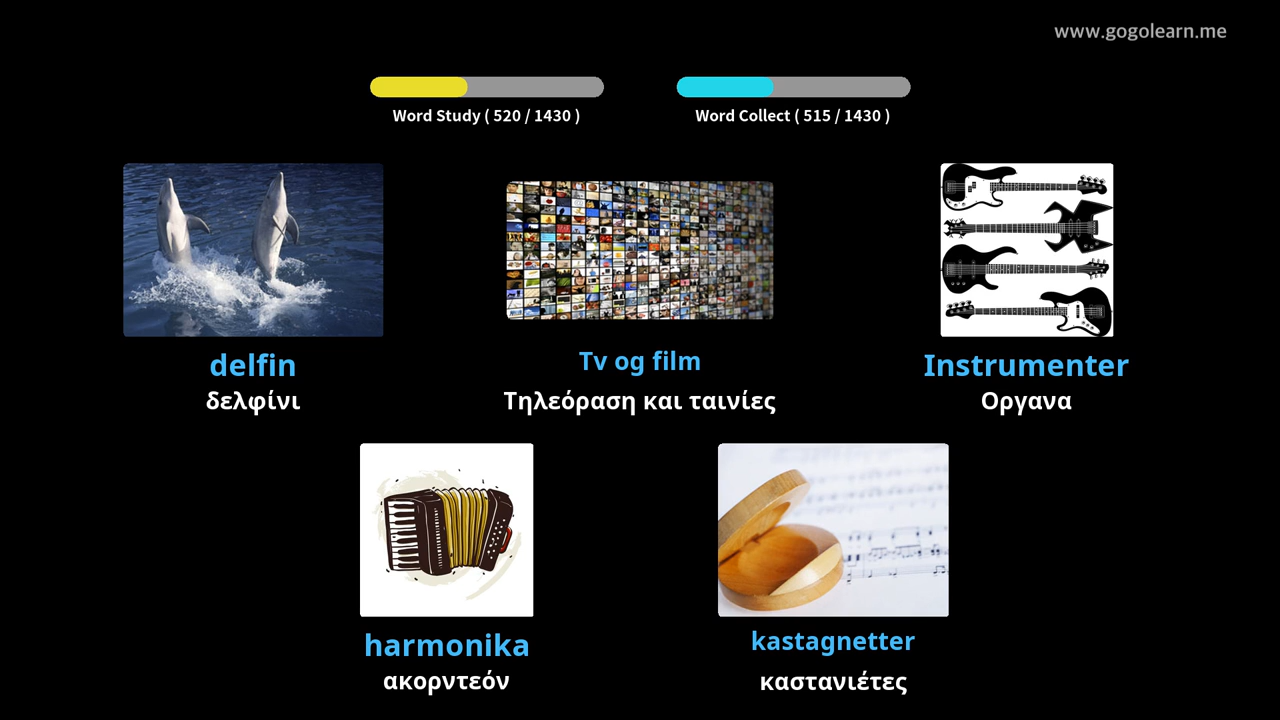 www.gogolearn.me
Word Study ( 520 / 1430 )
Word Collect ( 515 / 1430 )
delfin
δελφίνι
Tv og film
Τηλεόραση και ταινίες
Instrumenter
Οργανα
harmonika
ακορντεόν
kastagnetter
καστανιέτες